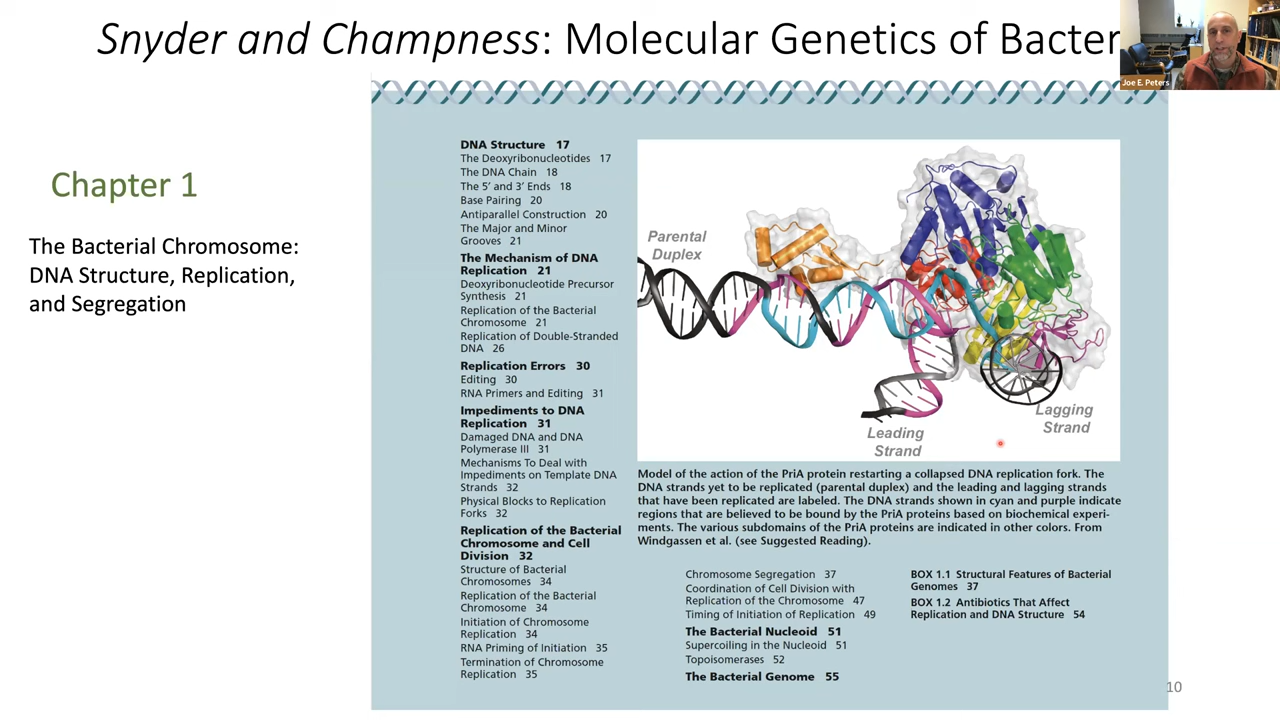 Snyder and Champness: Molecular Genetics of Bacter
Joe E. Peters
Chapter 1
The Bacterial Chromosome:
DNA Structure, Replication,
and Segregation
DNA Structure 17
The Deoxyribonucleotides 17
The DNA Chain 18
The 5′ and 3′ Ends 18
Base Pairing 20
Antiparallel Construction 20
The Major and Minor
Grooves 21
The Mechanism of DNA
Replication 21
Deoxyribonucleotide Precursor
Synthesis 21
Replication of the Bacterial
Chromosome 21
Replication of Double-Stranded
DNA 26
Replication Errors 30
Editing 30
RNA Primers and Editing 31
Impediments to DNA
Replication 31
Damaged DNA and DNA
Polymerase III 31
Mechanisms To Deal with
Impediments on Template DNA
Strands 32
Physical Blocks to Replication
Forks 32
Replication of the Bacterial
Chromosome and Cell
Division 32
Structure of Bacterial
Chromosomes 34
Replication of the Bacterial
Chromosome 34
Initiation of Chromosome
Replication 34
RNA Priming of Initiation 35
Termination of Chromosome
Replication 35
Parental
Duplex
Leading
Strand
Lagging
Strand
Model of the action of the PriA protein restarting a collapsed DNA replication fork. The
DNA strands yet to be replicated (parental duplex) and the leading and lagging strands
that have been replicated are labeled. The DNA strands shown in cyan and purple indicate
regions that are believed to be bound by the PriA proteins based on biochemical experi-
ments. The various subdomains of the PriA proteins are indicated in other colors. From
Windgassen et al. (see Suggested Reading).
Chromosome Segregation 37
Coordination of Cell Division with
Replication of the Chromosome 47
Timing of Initiation of Replication 49
The Bacterial Nucleoid 51
Supercoiling in the Nucleoid 51
Topoisomerases 52
The Bacterial Genome 55
BOX 1.1 Structural Features of Bacterial
Genomes 37
BOX 1.2 Antibiotics That Affect
Replication and DNA Structure 54
10